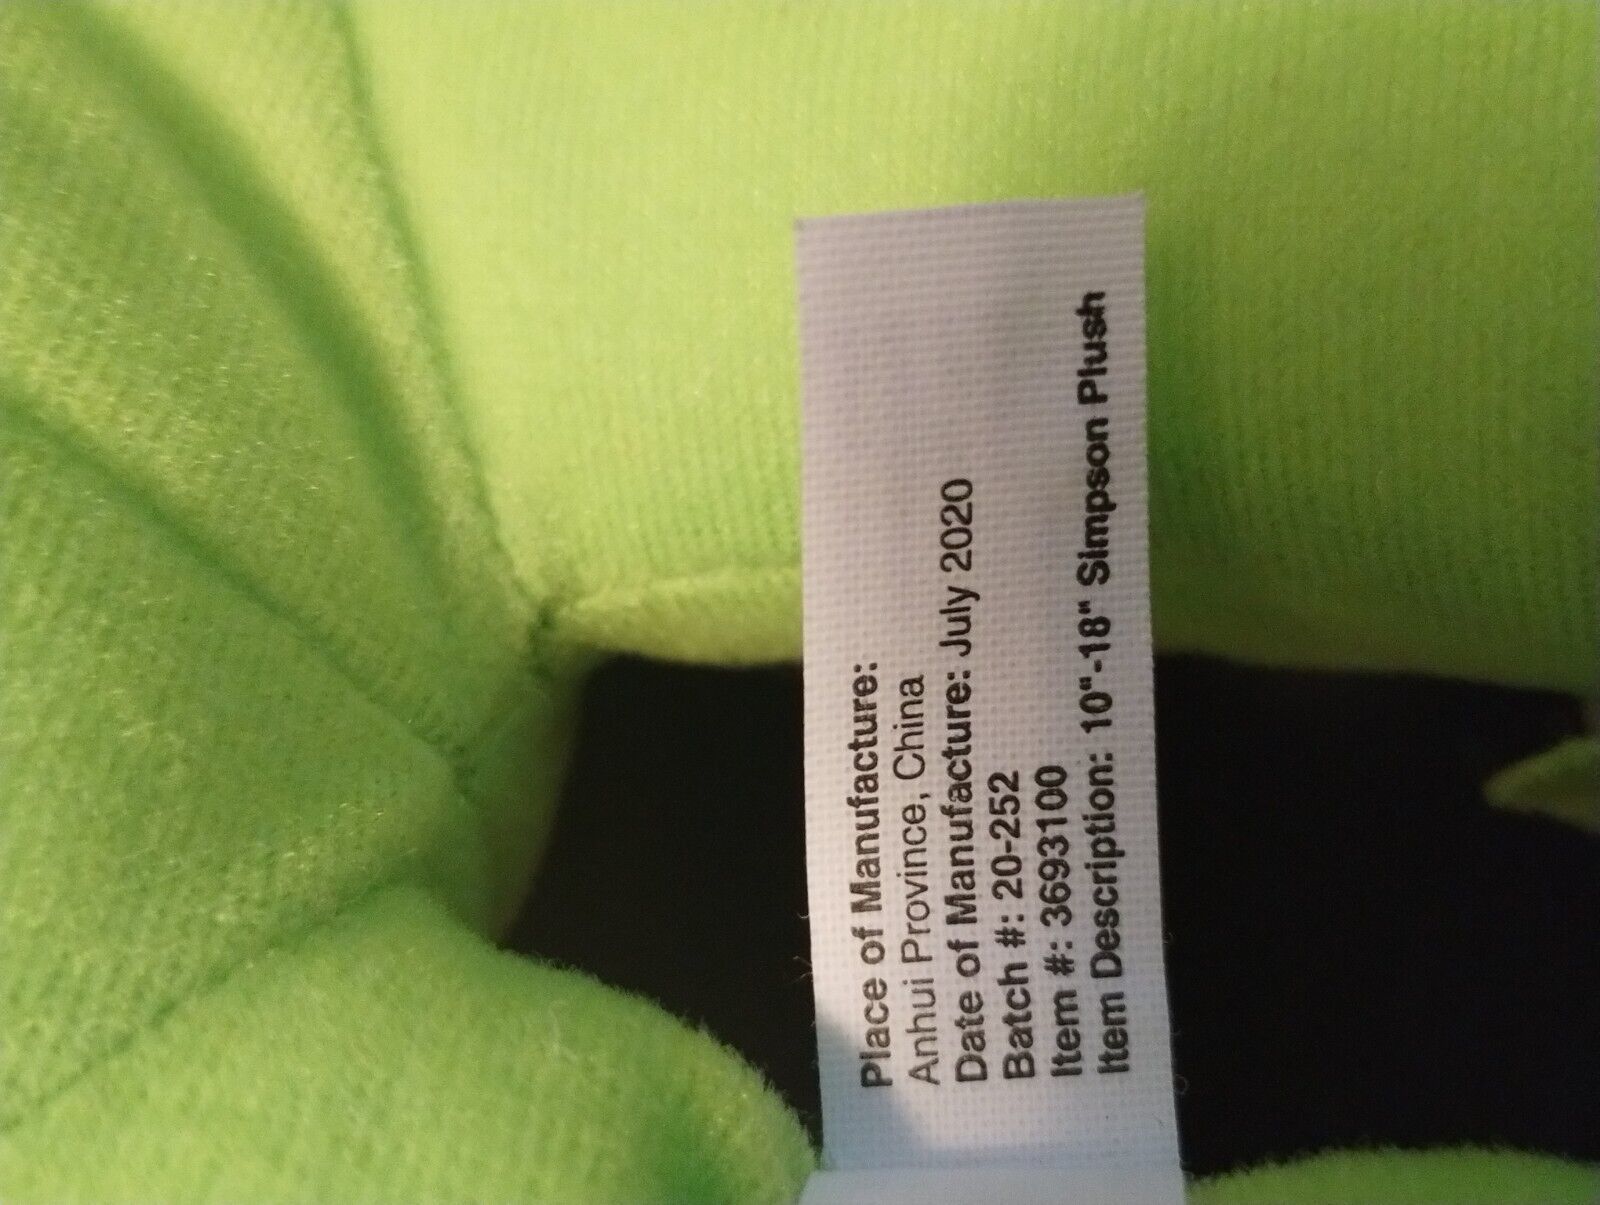 Place of Manufacture:
Anhui Province, China
Date of Manufacture: July 2020
Batch #: 20-252
Item #: 3693100
Item Description: 10"-18" Simpson Plush